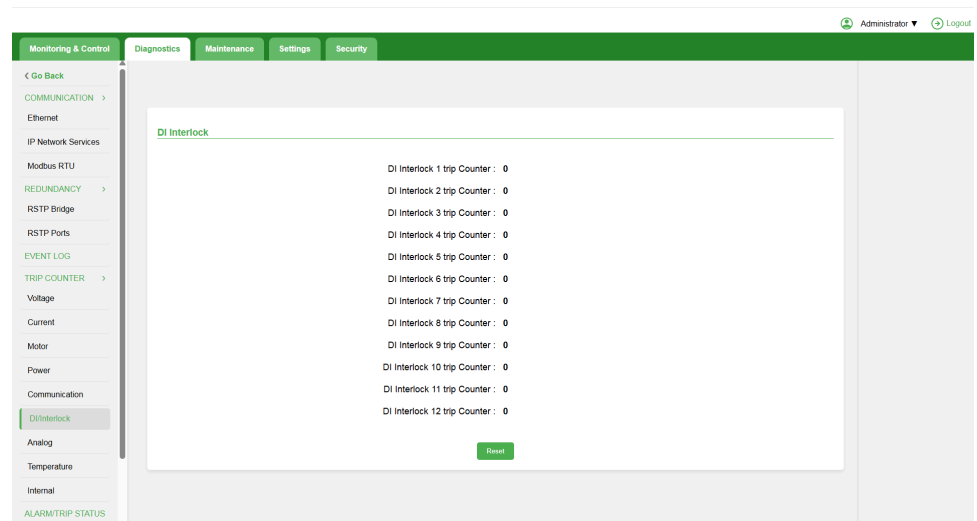 Administrator ▼ Logout
Monitoring & Control Diagnostics Maintenance Settings Security
Go Back
COMMUNICATION
Ethernet
IP Network Services
Modbus RTU
REDUNDANCY
RSTP Bridge
RSTP Ports
EVENT LOG
TRIP COUNTER
Voltage
Current
Motor
Power
Communication
DI/Interlock
Analog
Temperature
Internal
ALARM/TRIP STATUS
DI Interlock
DI Interlock 1 trip Counter : 0
DI Interlock 2 trip Counter : 0
DI Interlock 3 trip Counter : 0
DI Interlock 4 trip Counter : 0
DI Interlock 5 trip Counter : 0
DI Interlock 6 trip Counter : 0
DI Interlock 7 trip Counter : 0
DI Interlock 8 trip Counter : 0
DI Interlock 9 trip Counter : 0
DI Interlock 10 trip Counter : 0
DI Interlock 11 trip Counter : 0
DI Interlock 12 trip Counter : 0
Reset